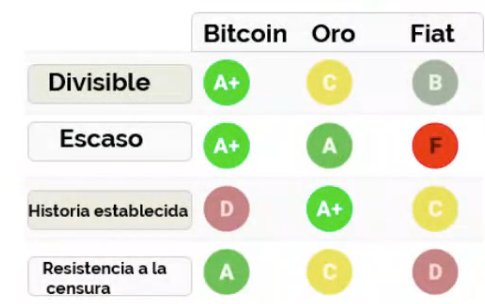 Bitcoin Oro Fiat
Divisible A+ C B
Escaso A+ A F
Historia establecida D A+ C
Resistencia a la
censura A C D